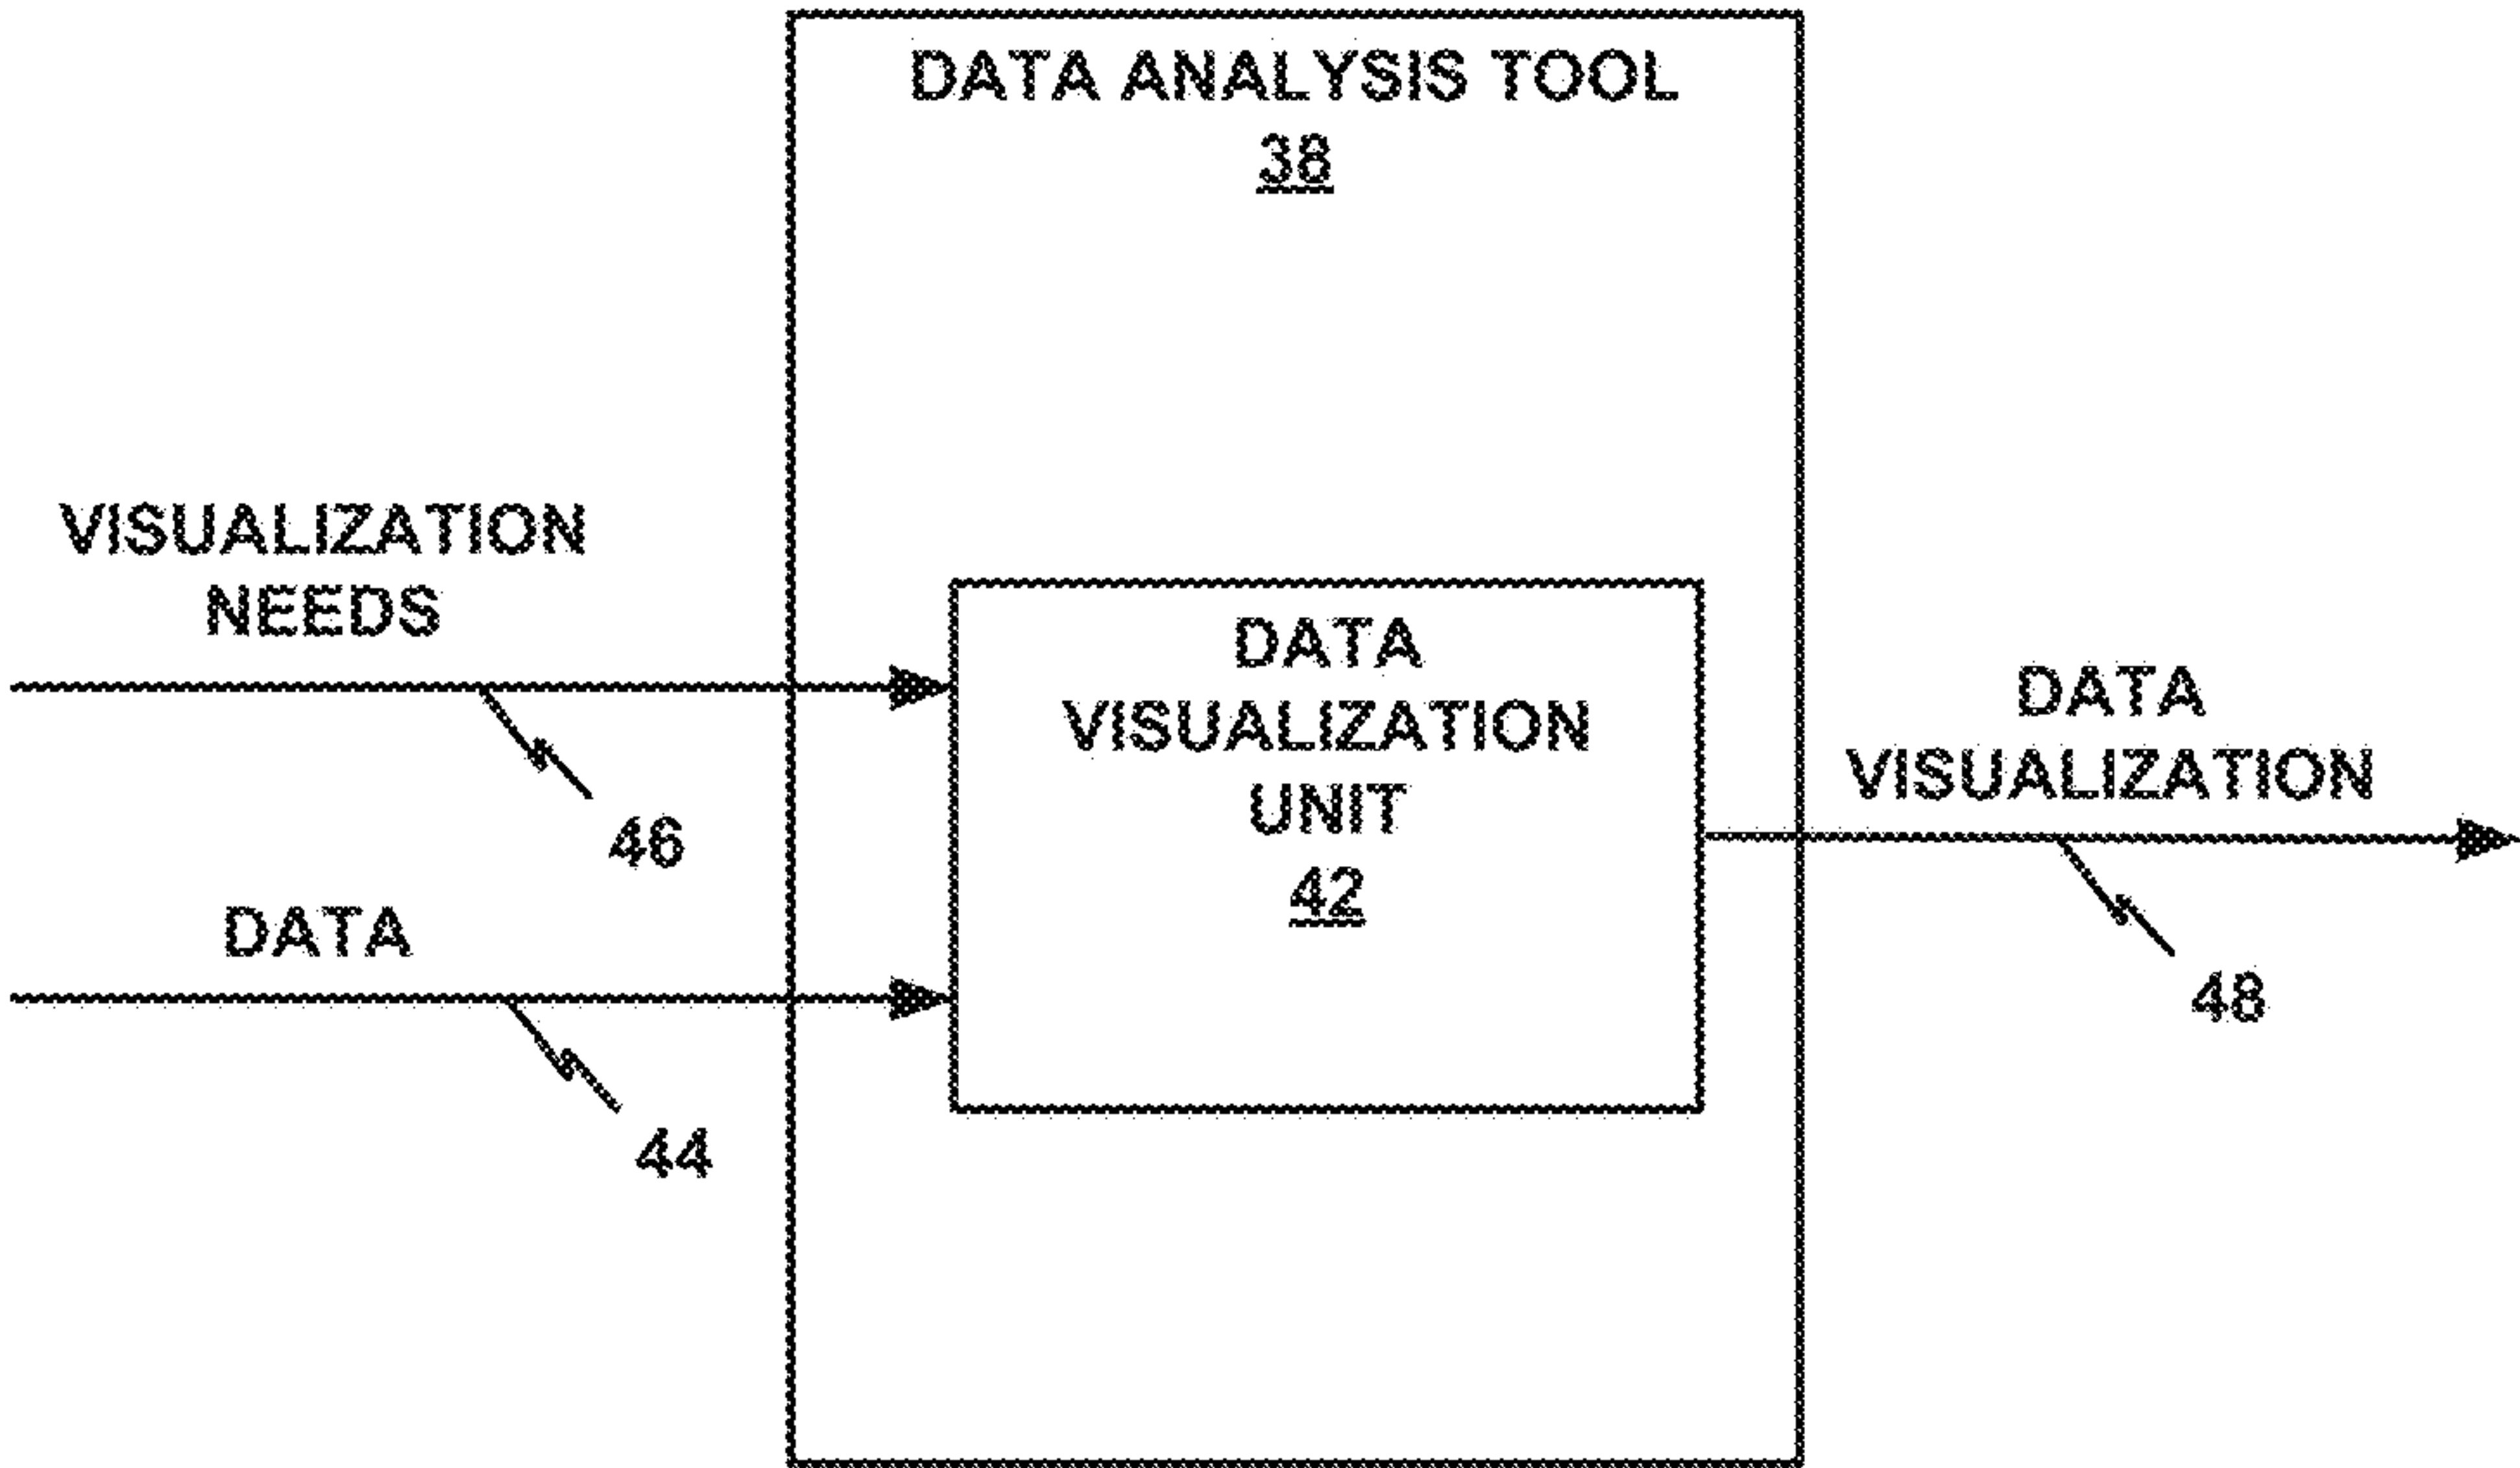 DATA ANALYSIS TOOL
38
VISUALIZATION
NEEDS
46
DATA
44
DATA
VISUALIZATION
UNIT
42
DATA
VISUALIZATION
48